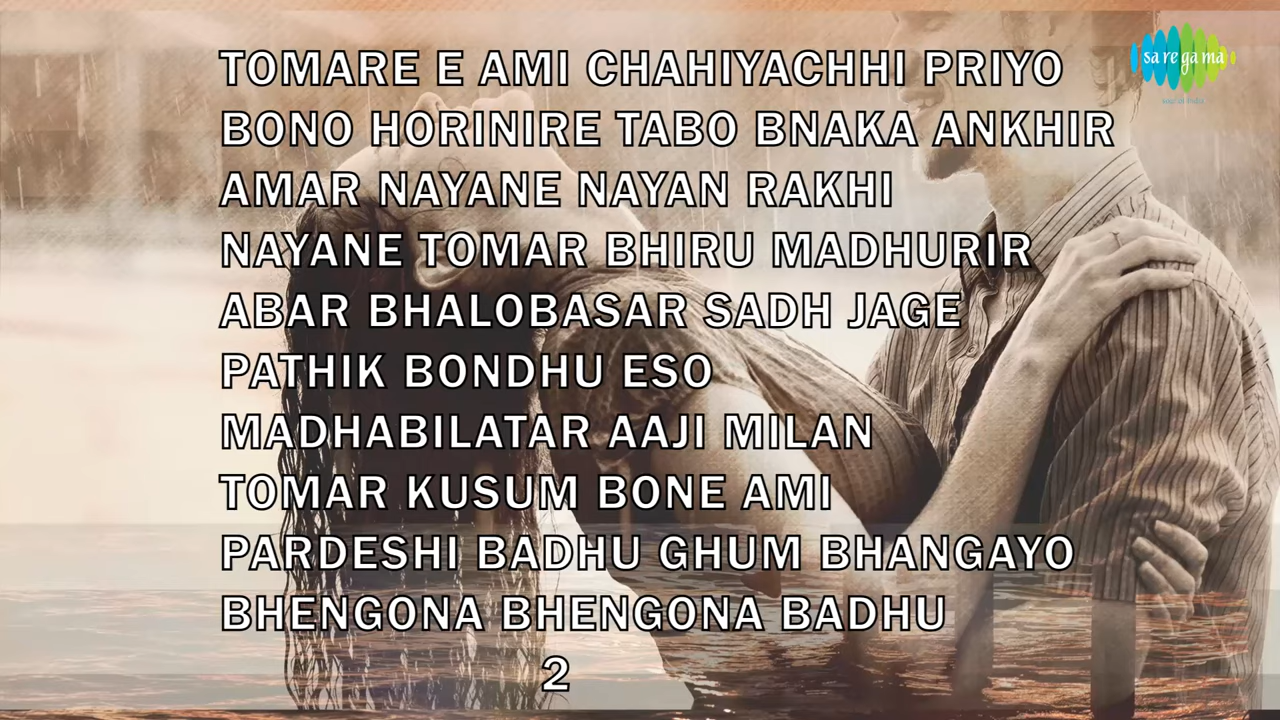 saregama
TOMARE E AMI CHAHIYACHHI PRIYO
BONO HORINIRE TABO BNAKA ANKHIR
AMAR NAYANE NAYAN RAKHI
NAYANE TOMAR BHIRU MADHURIR
ABAR BHALOBASAR SADH JAGE
PATHIK BONDHU ESO
MADHABILATAR AAJI MILAN
TOMAR KUSUM BONE AMI
PARDESHI BADHU GHUM BHANGAYO
BHENGONA BHENGONA BADHU
2